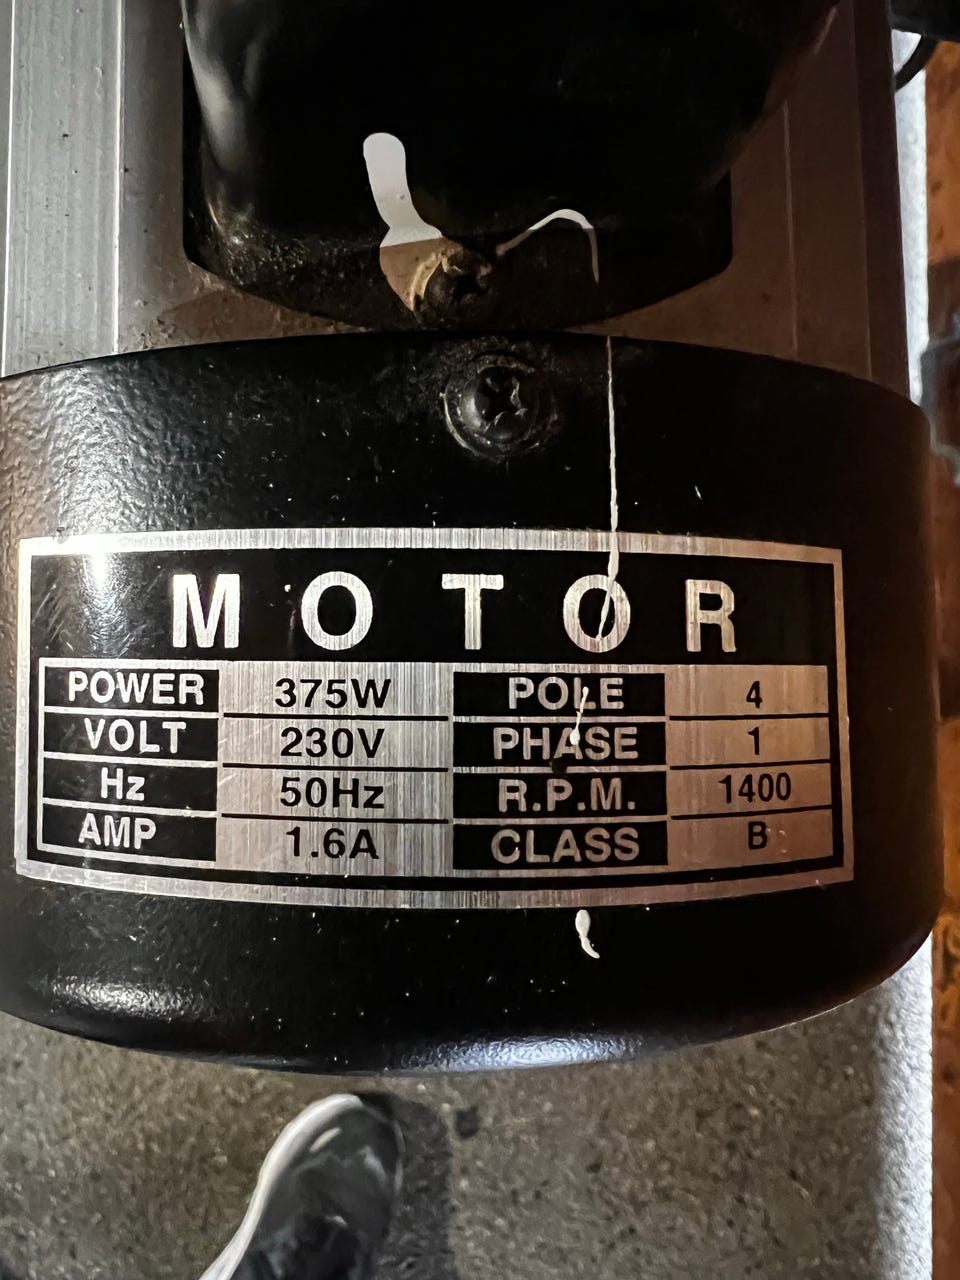 MOTOR
POWER 375W POLE 4
VOLT 230V PHASE 1
Hz 50Hz R.P.M. 1400
AMP 1.6A CLASS B